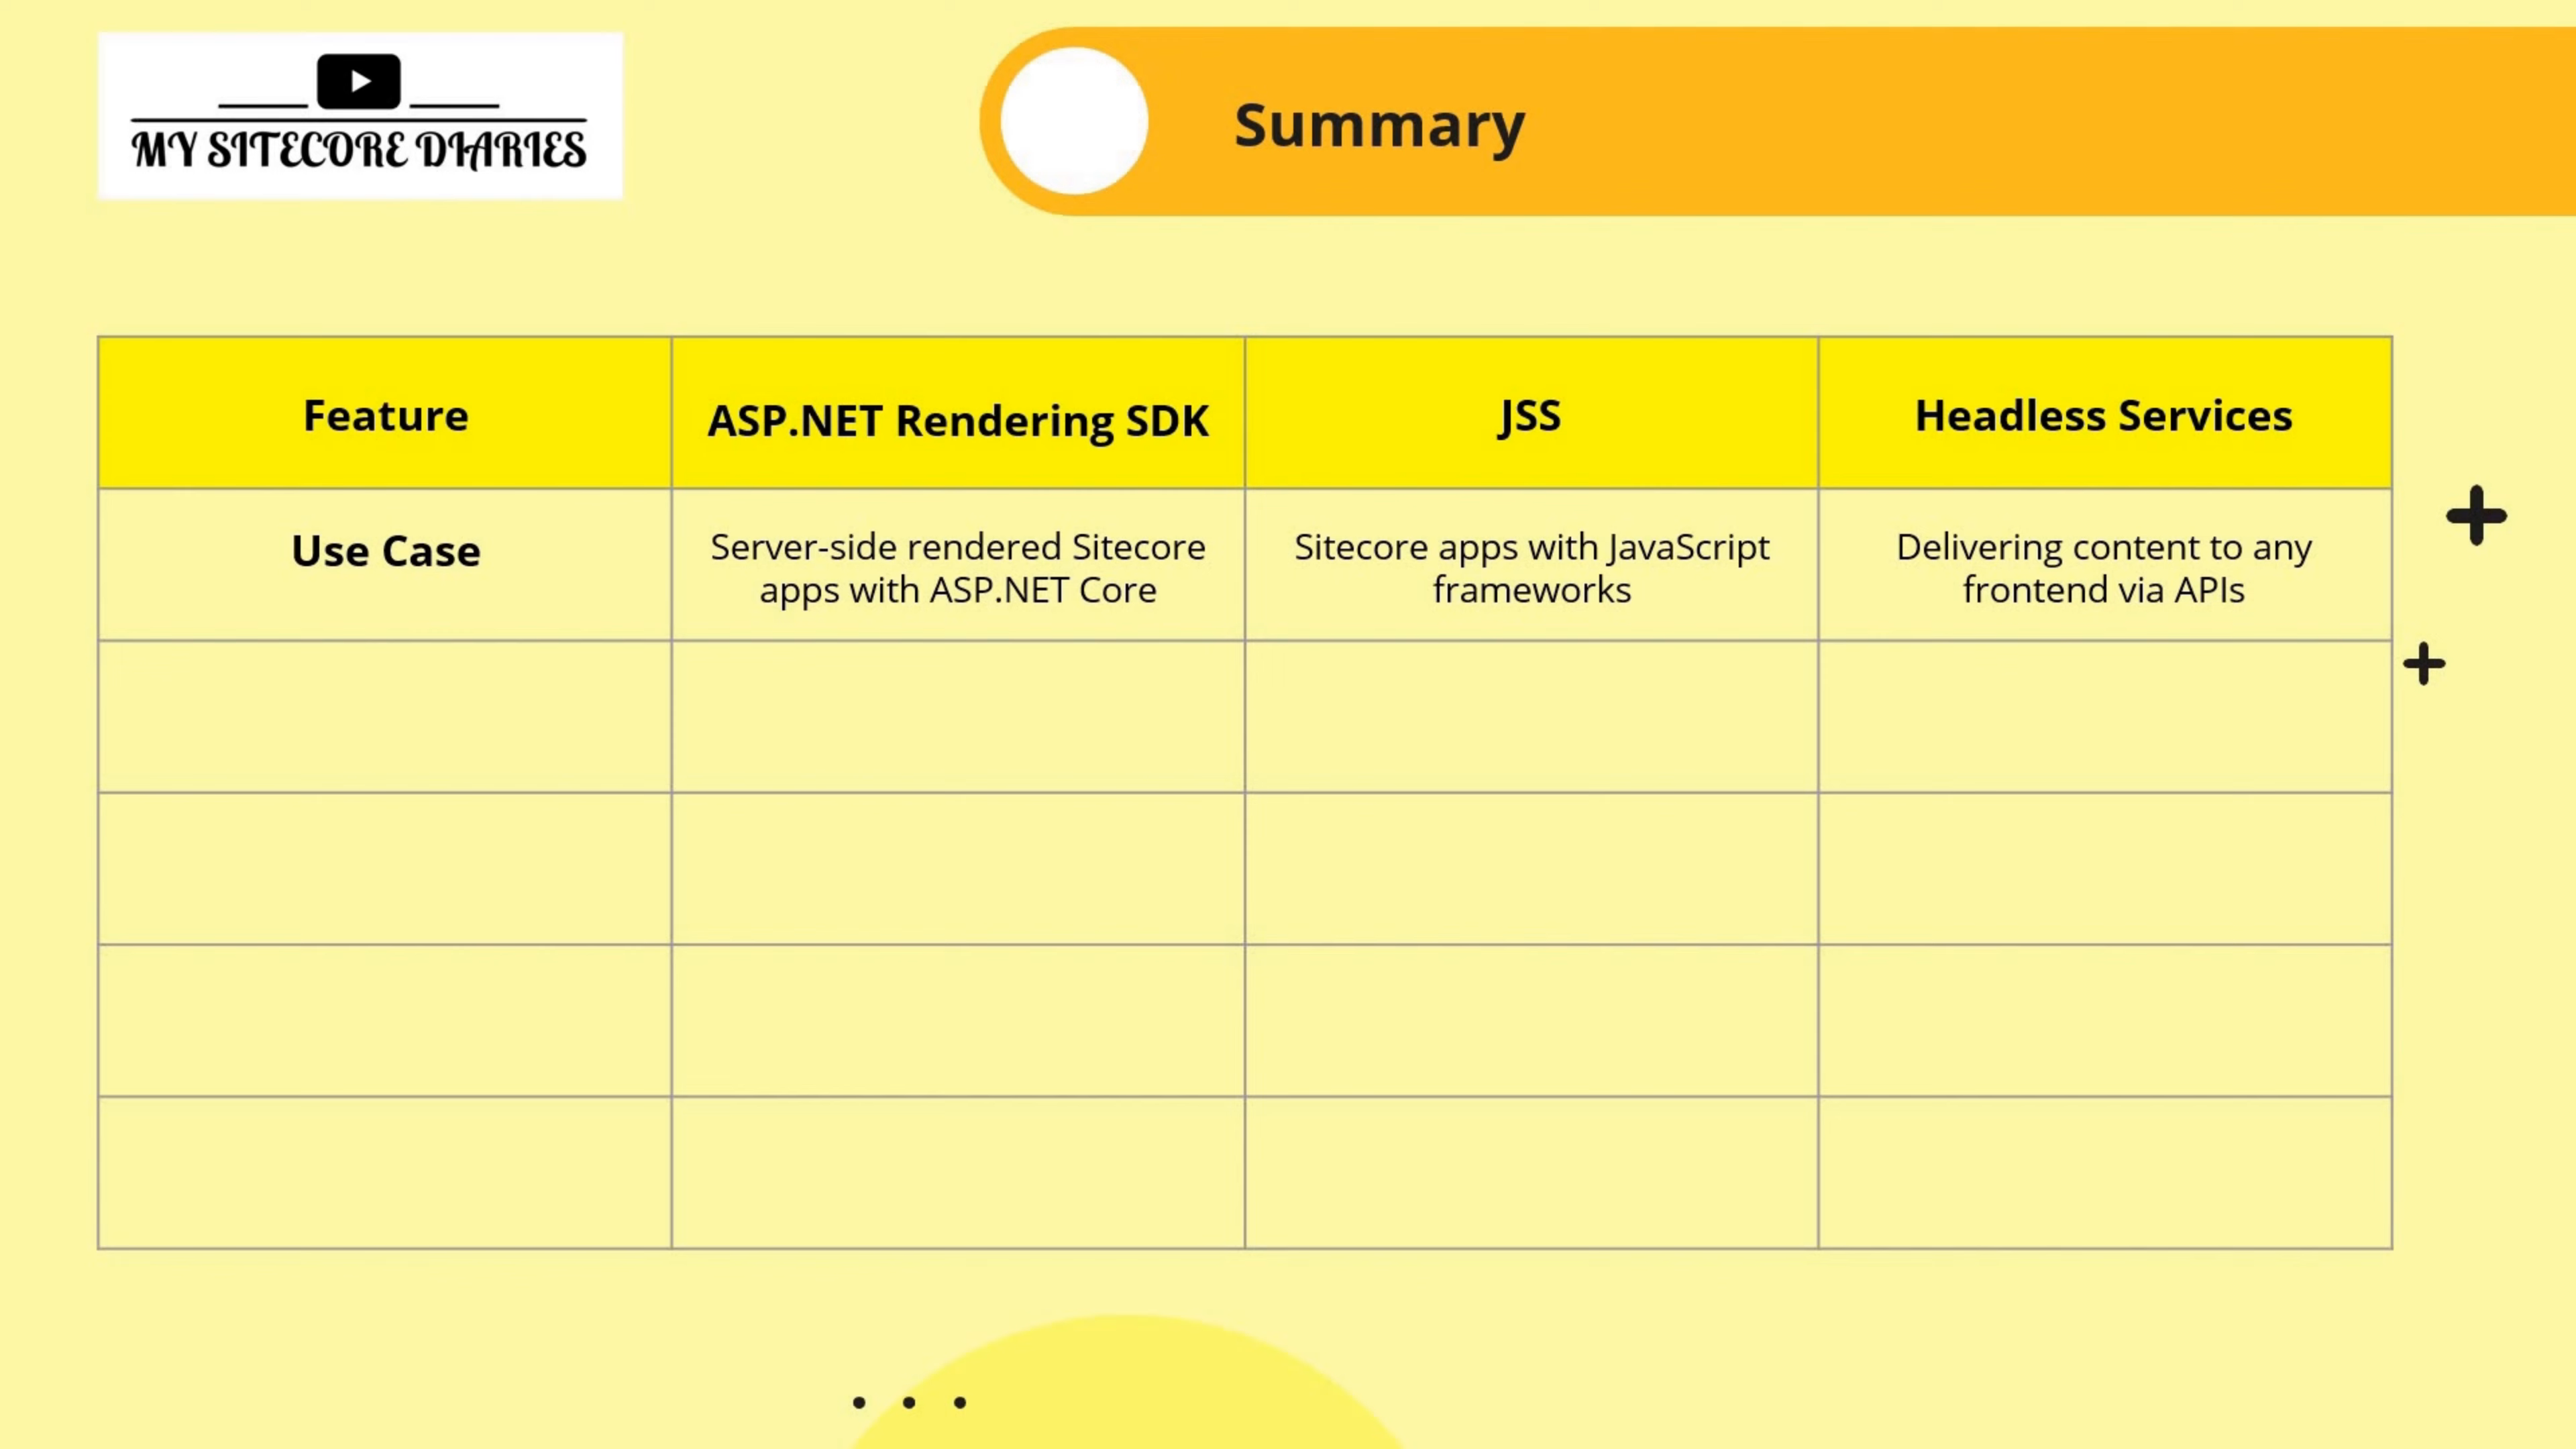 MY SITECORE DIARIES
Summary
Feature
ASP.NET Rendering SDK
JSS
Headless Services
Use Case
Server-side rendered Sitecore
apps with ASP.NET Core
Sitecore apps with JavaScript
frameworks
Delivering content to any
frontend via APIs